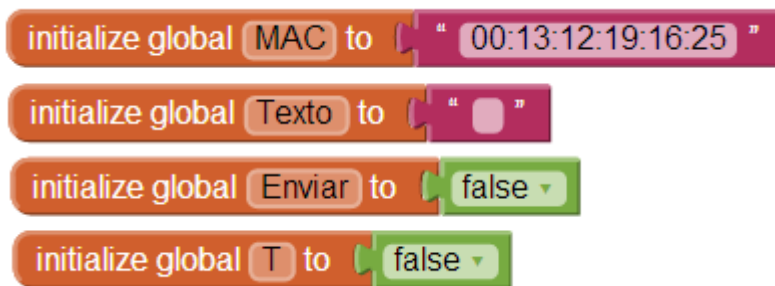 initialize global MAC to " 00:13:12:19:16:25 "
initialize global Texto to " "
initialize global Enviar to false
initialize global T to false